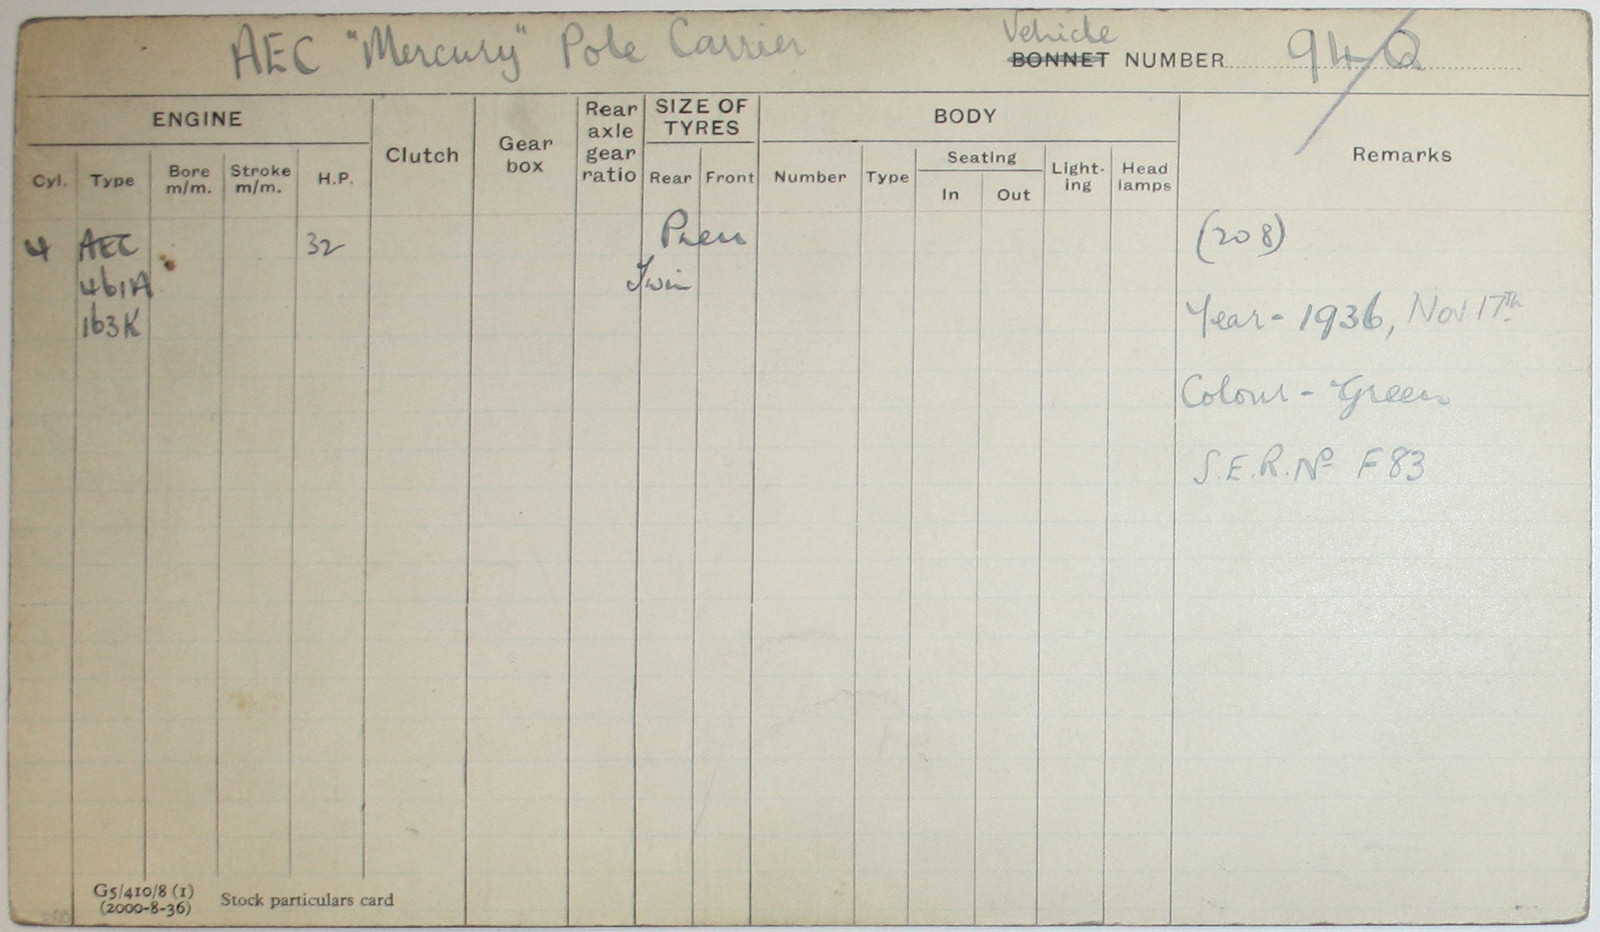 AEC "Mercury" Pole Carrier
Vehicle
BONNET NUMBER 94 Q
ENGINE
Clutch
Gear box
Rear axle gear ratio
SIZE OF TYRES
BODY
Remarks
Cyl.
Type
Bore m/m.
Stroke m/m.
H.P.
Rear
Front
Number
Type
Seating
In
Out
Light-ing
Head lamps
4 AEC 32 Pneu (208)
461A Twin
163K
Year - 1936, Nov 17th
Colour - Green
S.E.R. No F83
G5/410/8 (1)
(2000-8-36)
Stock particulars card